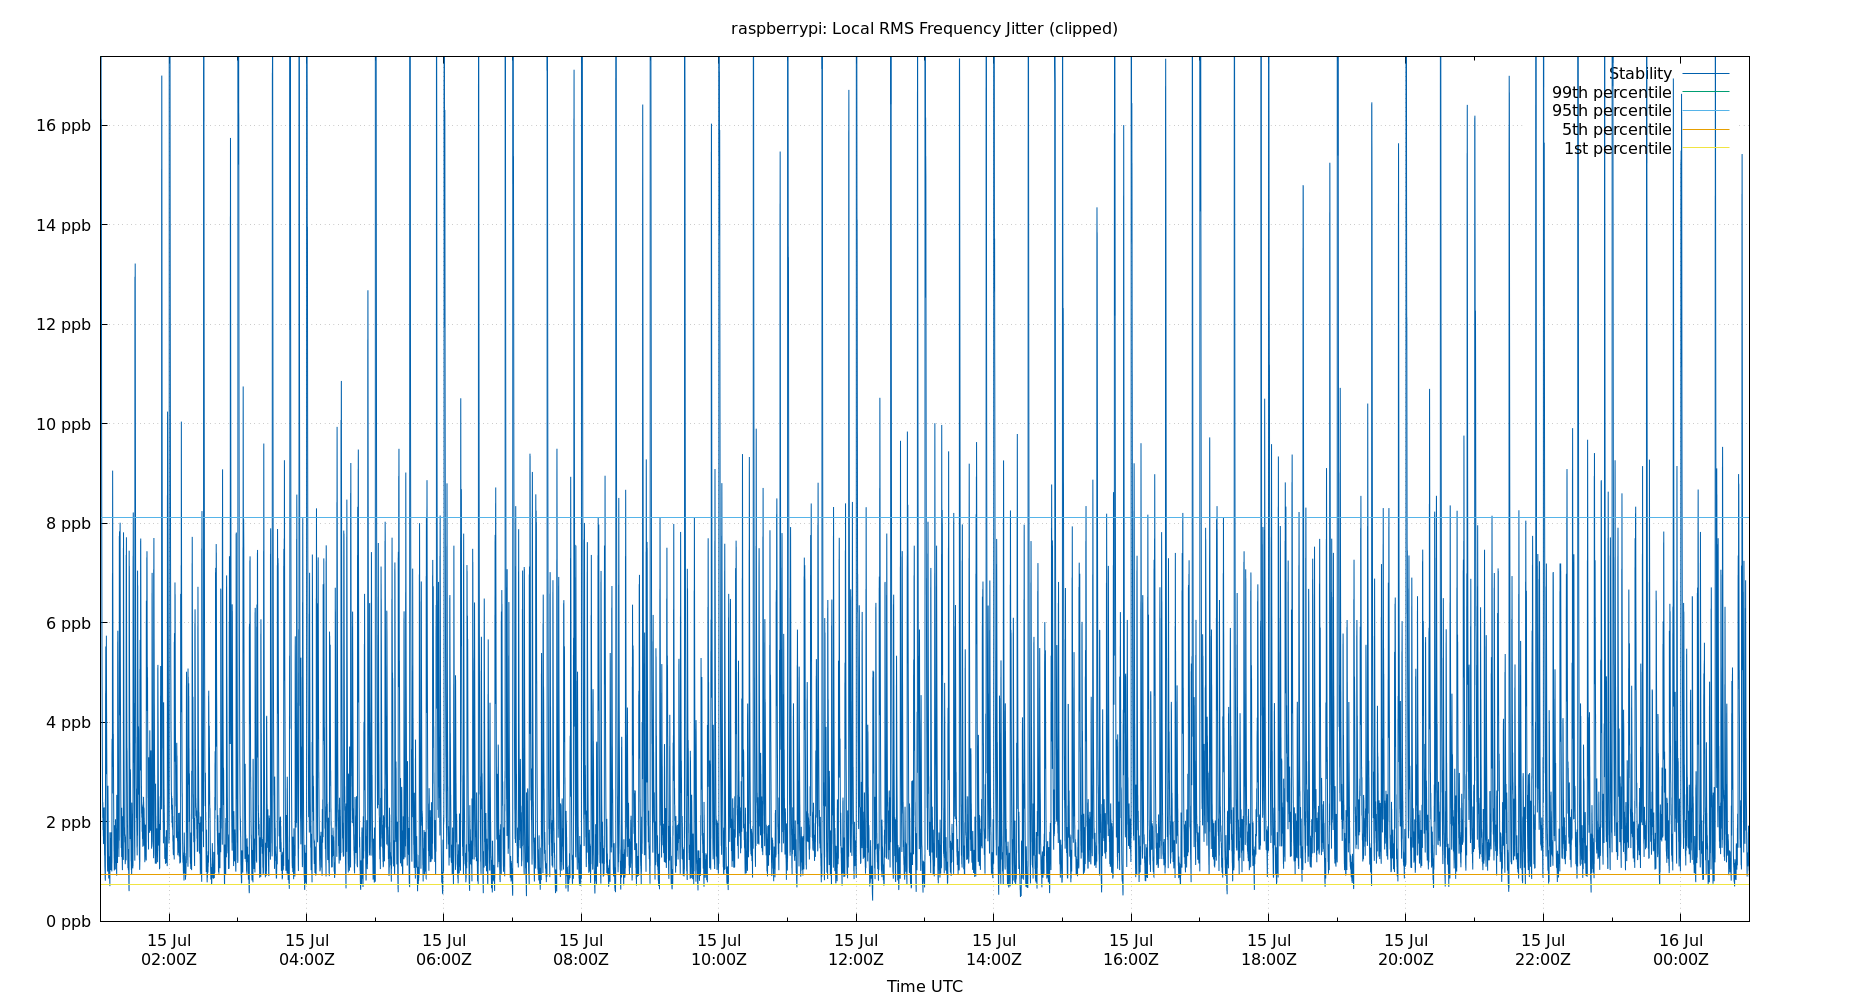 raspberrypi: Local RMS Frequency Jitter (clipped)
Stability
99th percentile
95th percentile
5th percentile
1st percentile
16 ppb
14 ppb
12 ppb
10 ppb
8 ppb
6 ppb
4 ppb
2 ppb
0 ppb
15 Jul 15 Jul 15 Jul 15 Jul 15 Jul 15 Jul 15 Jul 15 Jul 15 Jul 15 Jul 15 Jul 16 Jul
02:00Z 04:00Z 06:00Z 08:00Z 10:00Z 12:00Z 14:00Z 16:00Z 18:00Z 20:00Z 22:00Z 00:00Z
Time UTC